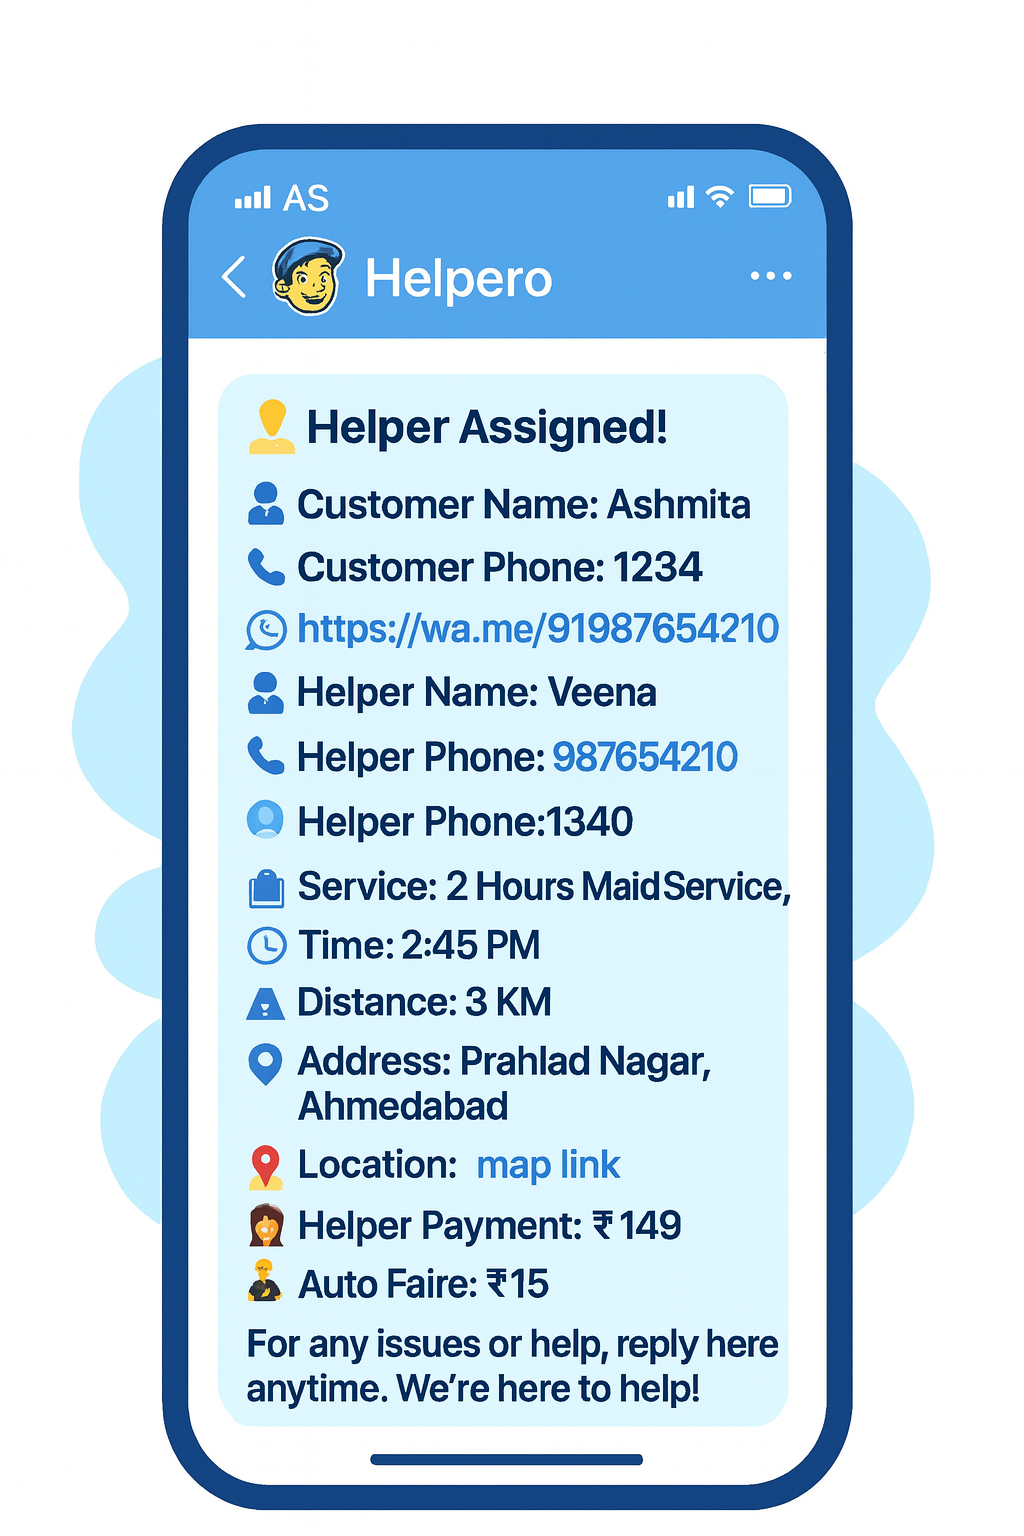 AS
Helpero
Helper Assigned!
Customer Name: Ashmita
Customer Phone: 1234
https://wa.me/91987654210
Helper Name: Veena
Helper Phone: 987654210
Helper Phone:1340
Service: 2 Hours MaidService,
Time: 2:45 PM
Distance: 3 KM
Address: Prahlad Nagar,
Ahmedabad
Location: map link
Helper Payment: ₹149
Auto Faire: ₹15
For any issues or help, reply here
anytime. We're here to help!